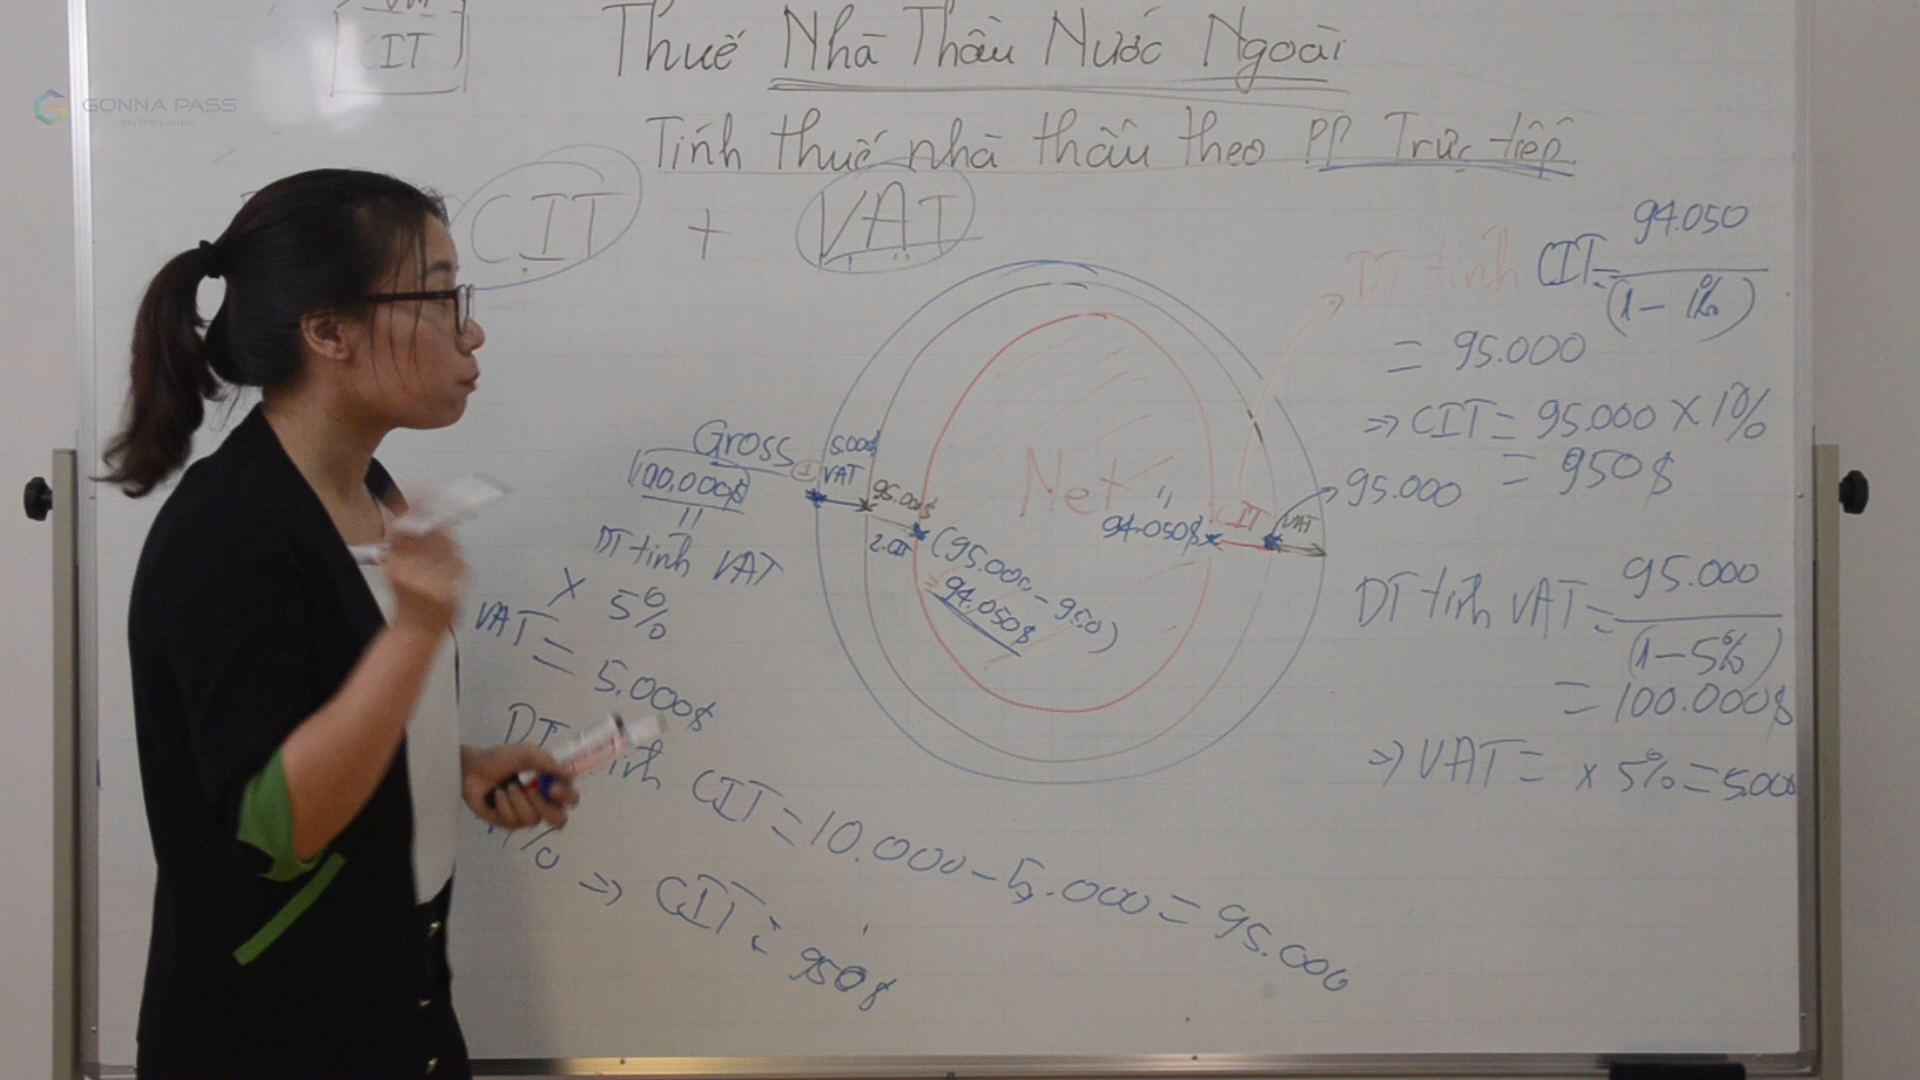 CIT
Thuế Nhà Thầu Nước Ngoài
GONNA PASS
Tính thuế nhà thầu theo PP Trực tiếp
CIT + VAT
DT tính CIT = 94.050
(1 - 1%)
= 95.000
=> CIT = 95.000 x 1%
= 950$
Gross
100.000$
=
DT tính VAT
x 5%
VAT = 5.000$
DT tính CIT = 10.000 - 5.000 = 95.000
1%
=> CIT = 950$
5.000$
① VAT
95.000$
(95.000 - 950)
94.050$
Net
=
94.050$
CIT
VAT
95.000
DT tính VAT = 95.000
(1 - 5%)
= 100.000$
=> VAT = x 5% = 5.000